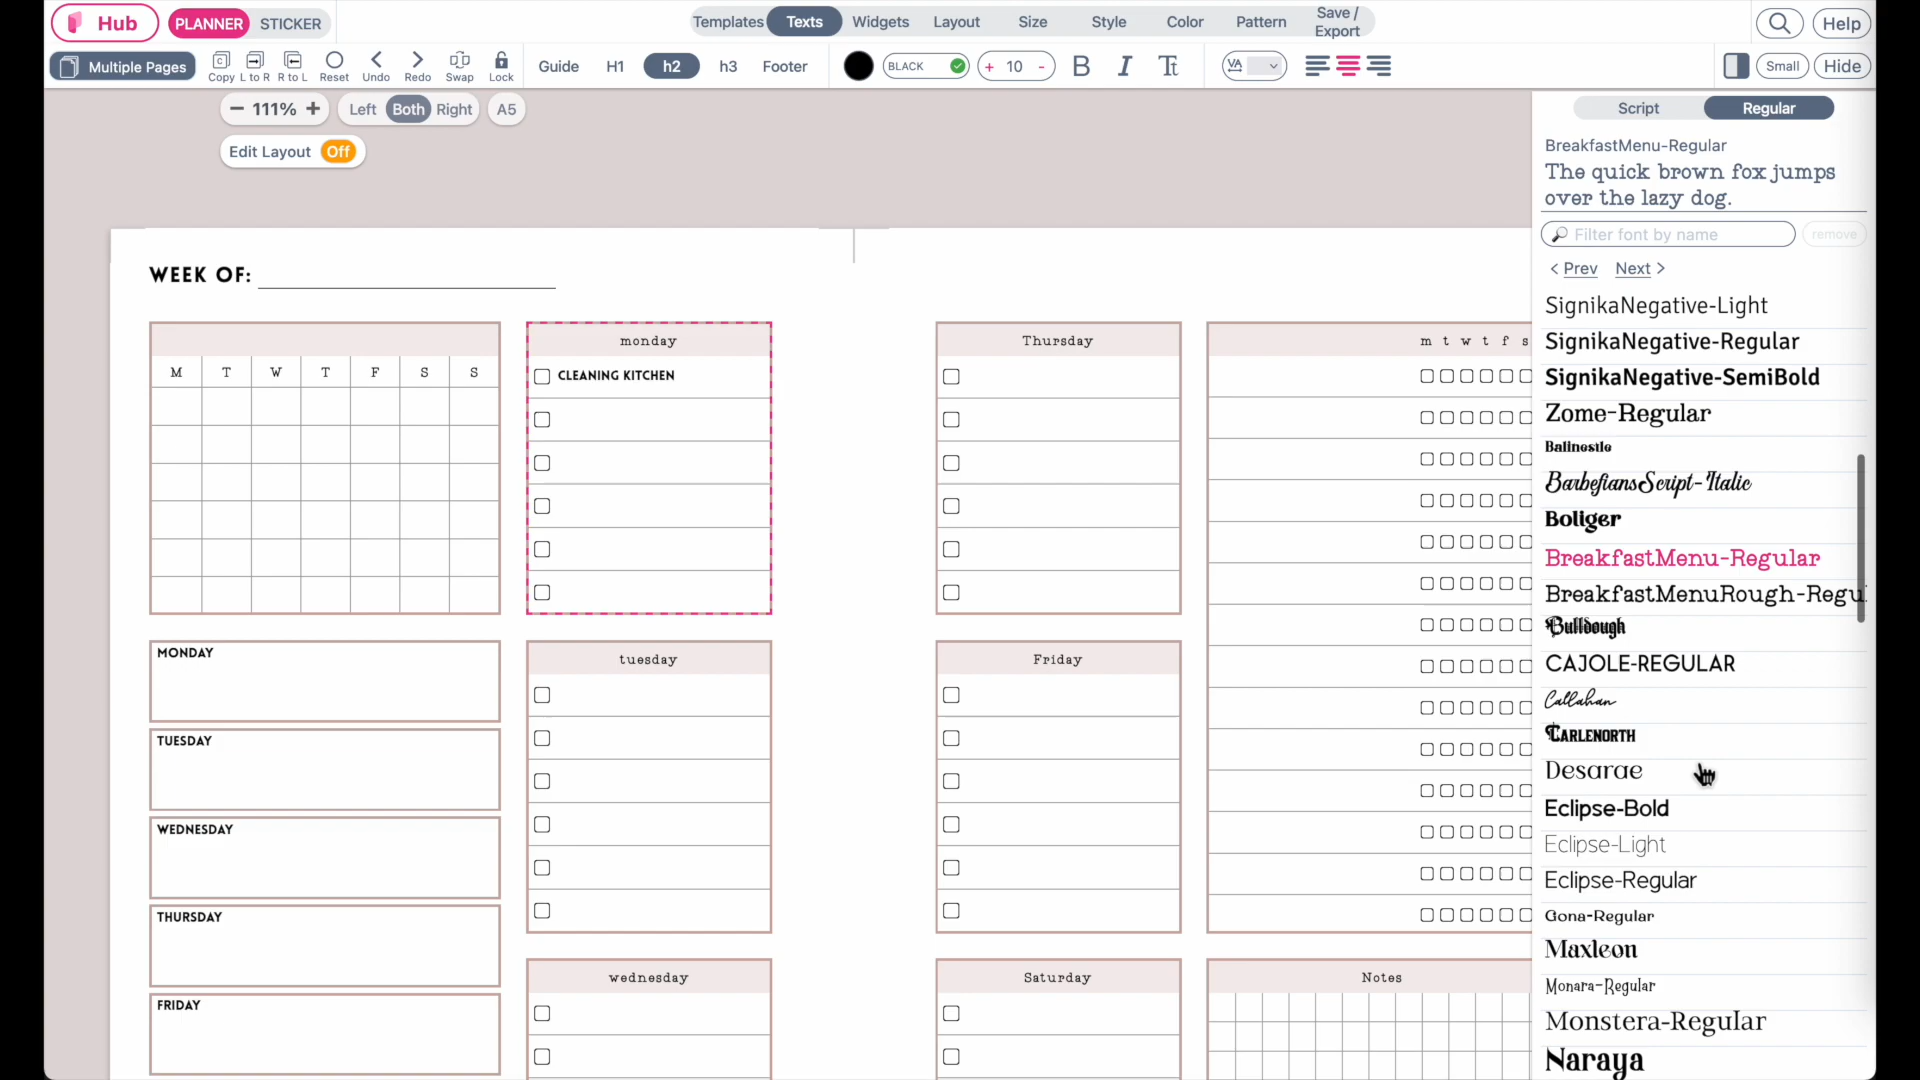 Hub
PLANNER
STICKER
Templates
Texts
Widgets
Layout
Size
Style
Color
Pattern
Save /
Export
Help
Multiple Pages
C
Copy
L to R
R to L
Reset
Undo
Redo
Swap
Lock
Guide
H1
h2
h3
Footer
BLACK
+ 10 -
B
I
Tt
VA
Small
Hide
− 111% +
Left
Both
Right
A5
Edit Layout
Off
Script
Regular
BreakfastMenu-Regular
The quick brown fox jumps
over the lazy dog.
Filter font by name
remove
< Prev
Next >
SignikaNegative-Light
SignikaNegative-Regular
SignikaNegative-SemiBold
Zome-Regular
Balinestle
BarbefiansScript-Italic
Boliger
BreakfastMenu-Regular
BreakfastMenuRough-Regul
Bulldough
CAJOLE-REGULAR
Callahan
CARLENORTH
Desarae
Eclipse-Bold
Eclipse-Light
Eclipse-Regular
Gona-Regular
Maxleon
Monara-Regular
Monstera-Regular
Naraya
WEEK OF:
M T W T F S S
MONDAY
TUESDAY
WEDNESDAY
THURSDAY
FRIDAY
monday
CLEANING KITCHEN
tuesday
wednesday
Thursday
Friday
Saturday
m t w t f s
Notes